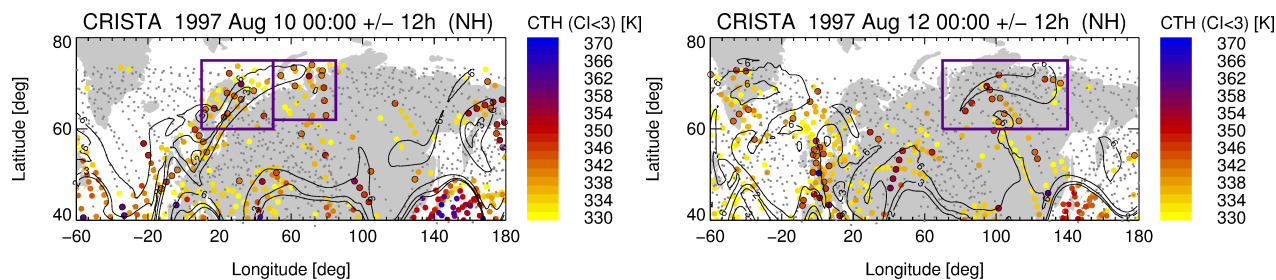 CRISTA 1997 Aug 10 00:00 +/− 12h (NH)
CTH (CI<3) [K]
80
60
40
Latitude [deg]
−60 −20 20 60 100 140 180
Longitude [deg]
370
366
362
358
354
350
346
342
338
334
330
CRISTA 1997 Aug 12 00:00 +/− 12h (NH)
CTH (CI<3) [K]
80
60
40
Latitude [deg]
−60 −20 20 60 100 140 180
Longitude [deg]
370
366
362
358
354
350
346
342
338
334
330